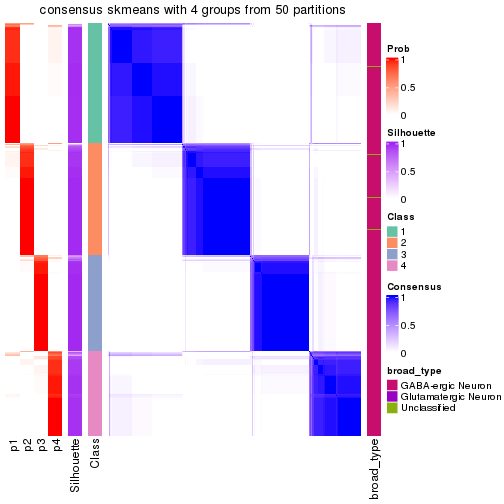 consensus skmeans with 4 groups from 50 partitions
Prob
1
0.5
0
Silhouette
1
0.5
0
Class
1
2
3
4
Consensus
1
0.5
0
broad_type
GABA-ergic Neuron
Glutamatergic Neuron
Unclassified
p1
p2
p3
p4
Silhouette
Class
broad_type